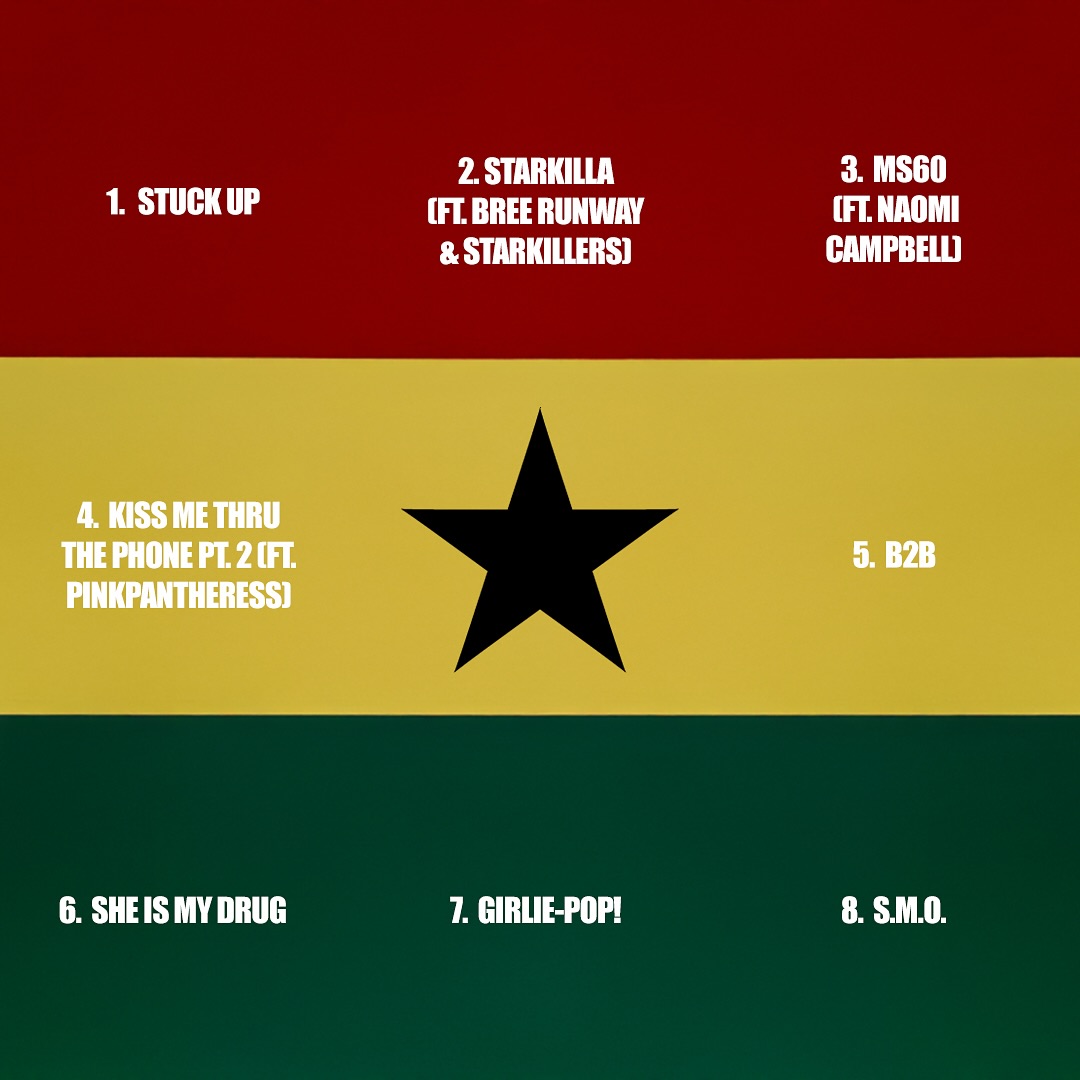 1. STUCK UP
2. STARKILLA
(FT. BREE RUNWAY
& STARKILLERS)
3. MS60
(FT. NAOMI
CAMPBELL)
4. KISS ME THRU
THE PHONE PT. 2 (FT.
PINKPANTHERESS)
5. B2B
6. SHE IS MY DRUG
7. GIRLIE-POP!
8. S.M.O.